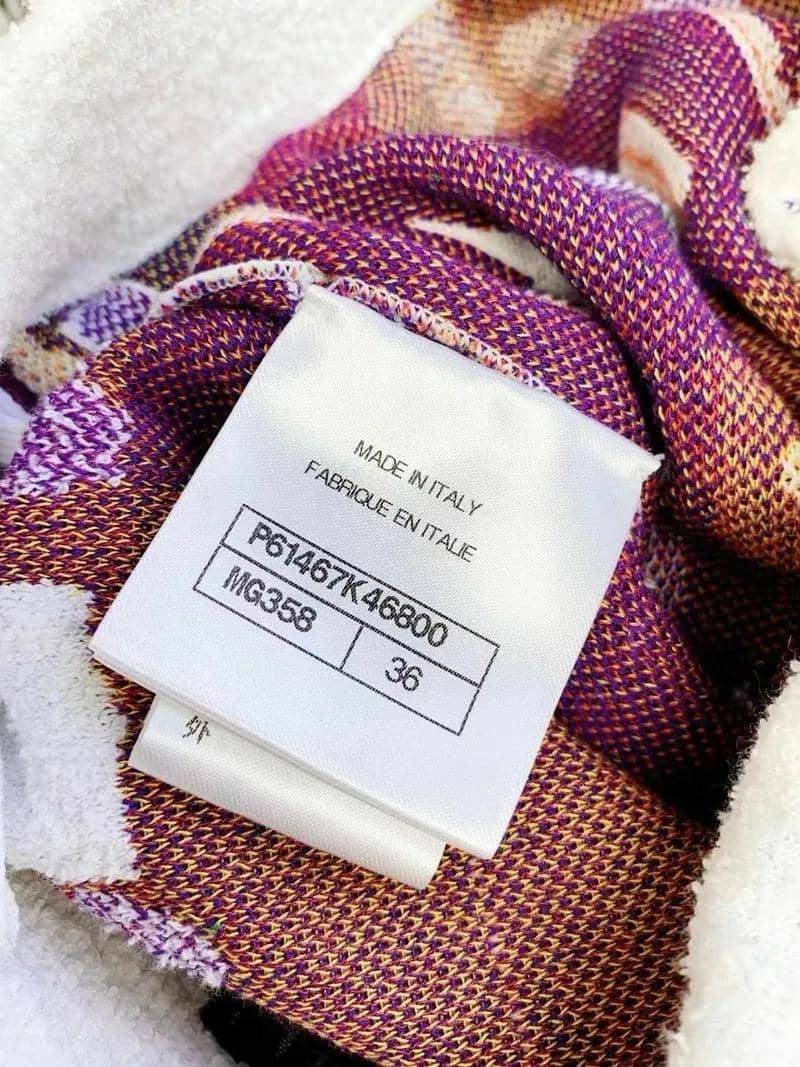 MADE IN ITALY
FABRIQUE EN ITALIE
P61467K46800
MG358
36